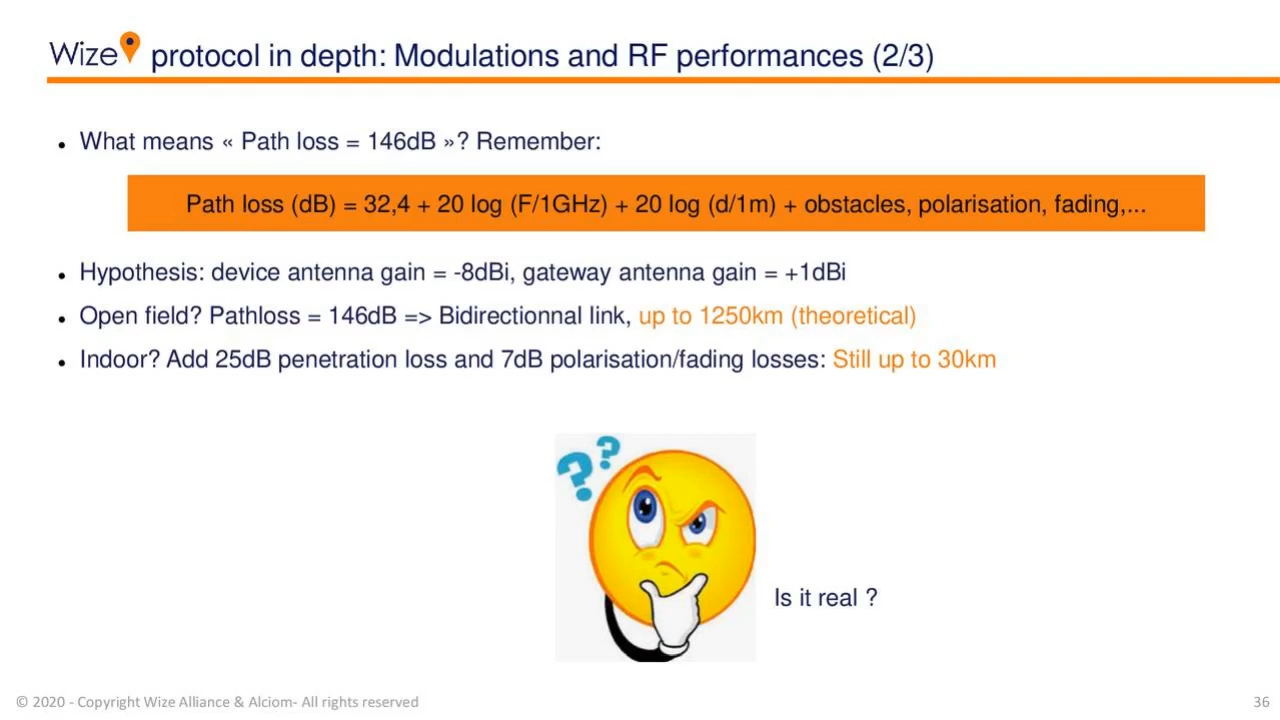 Wize protocol in depth: Modulations and RF performances (2/3)
• What means « Path loss = 146dB »? Remember:
Path loss (dB) = 32,4 + 20 log (F/1GHz) + 20 log (d/1m) + obstacles, polarisation, fading,...
• Hypothesis: device antenna gain = -8dBi, gateway antenna gain = +1dBi
• Open field? Pathloss = 146dB => Bidirectionnal link, up to 1250km (theoretical)
• Indoor? Add 25dB penetration loss and 7dB polarisation/fading losses: Still up to 30km
? ?
Is it real ?
© 2020 - Copyright Wize Alliance & Alciom- All rights reserved
36